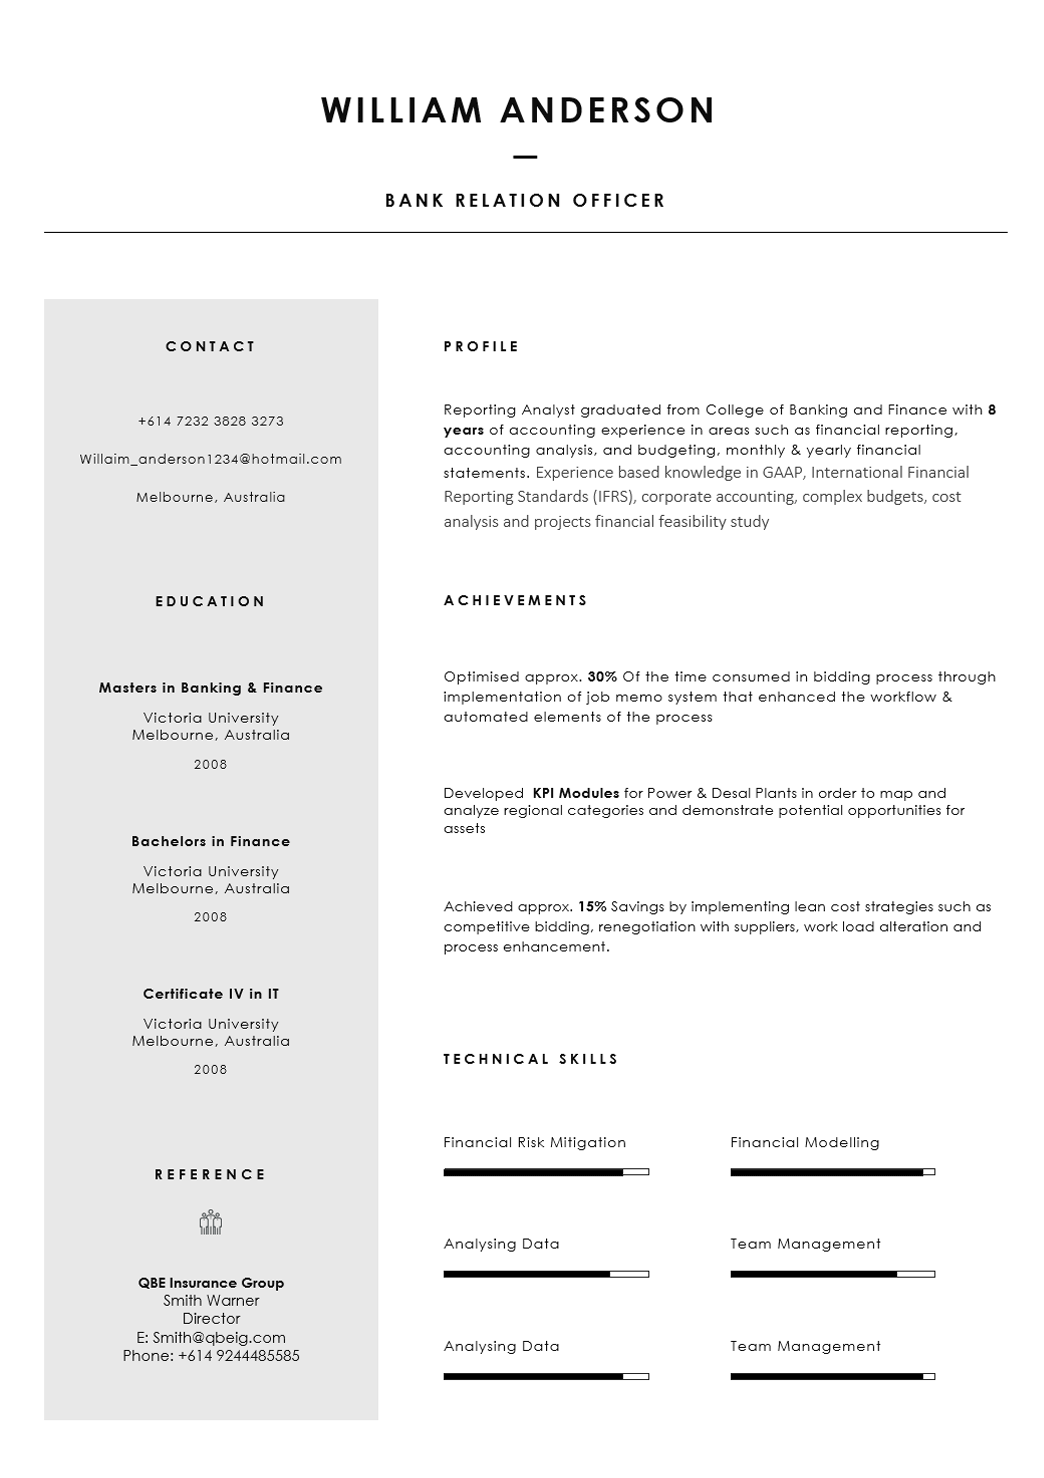 WILLIAM ANDERSON
BANK RELATION OFFICER
CONTACT
+614 7232 3828 3273
Willaim_anderson1234@hotmail.com
Melbourne, Australia
EDUCATION
Masters in Banking & Finance
Victoria University
Melbourne, Australia
2008
Bachelors in Finance
Victoria University
Melbourne, Australia
2008
Certificate IV in IT
Victoria University
Melbourne, Australia
2008
REFERENCE
QBE Insurance Group
Smith Warner
Director
E: Smith@qbeig.com
Phone: +614 9244485585
PROFILE
Reporting Analyst graduated from College of Banking and Finance with 8
years of accounting experience in areas such as financial reporting,
accounting analysis, and budgeting, monthly & yearly financial
statements. Experience based knowledge in GAAP, International Financial
Reporting Standards (IFRS), corporate accounting, complex budgets, cost
analysis and projects financial feasibility study
ACHIEVEMENTS
Optimised approx. 30% Of the time consumed in bidding process through
implementation of job memo system that enhanced the workflow &
automated elements of the process
Developed  KPI Modules for Power & Desal Plants in order to map and
analyze regional categories and demonstrate potential opportunities for
assets
Achieved approx. 15% Savings by implementing lean cost strategies such as
competitive bidding, renegotiation with suppliers, work load alteration and
process enhancement.
TECHNICAL SKILLS
Financial Risk Mitigation
Financial Modelling
Analysing Data
Team Management
Analysing Data
Team Management